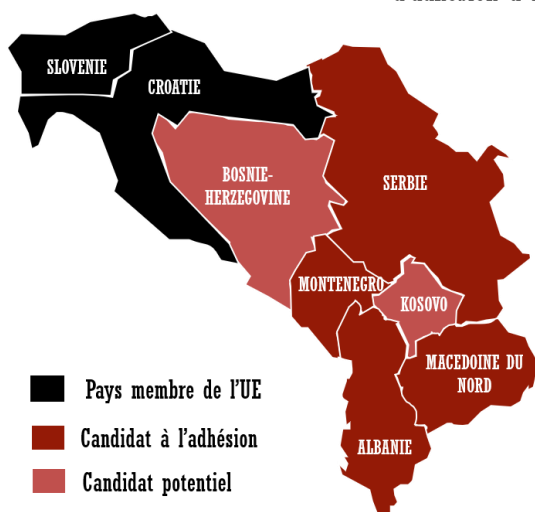 SLOVENIE
CROATIE
BOSNIE-
HERZEGOVINE
SERBIE
MONTENEGRO
KOSOVO
MACEDOINE DU
NORD
ALBANIE
Pays membre de l'UE
Candidat à l'adhésion
Candidat potentiel